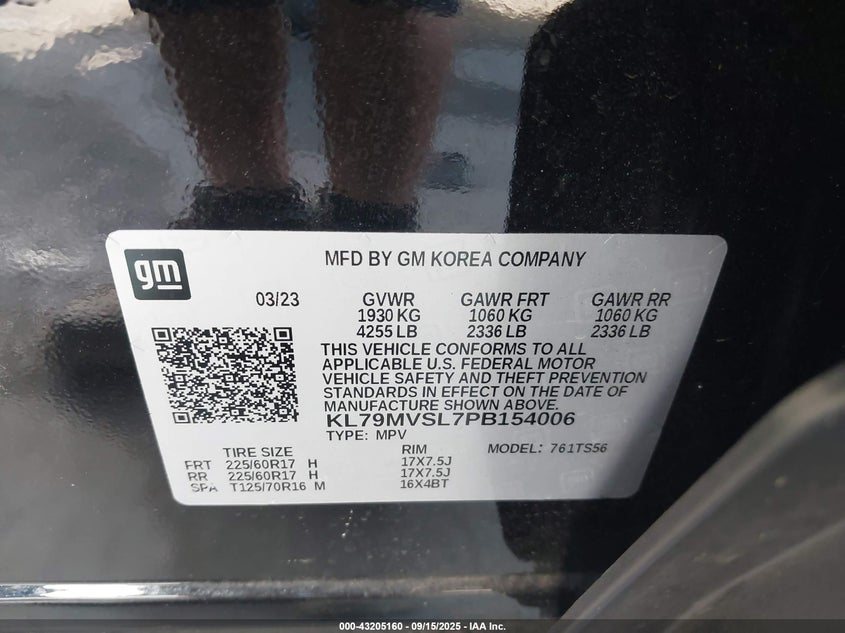 gm
MFD BY GM KOREA COMPANY
03/23 GVWR GAWR FRT GAWR RR
1930 KG 1060 KG 1060 KG
4255 LB 2336 LB 2336 LB
THIS VEHICLE CONFORMS TO ALL
APPLICABLE U.S. FEDERAL MOTOR
VEHICLE SAFETY AND THEFT PREVENTION
STANDARDS IN EFFECT ON THE DATE OF
MANUFACTURE SHOWN ABOVE.
KL79MVSL7PB154006
TYPE: MPV
TIRE SIZE RIM MODEL: 761TS56
FRT 225/60R17 H 17X7.5J
RR 225/60R17 H 17X7.5J
SPA T125/70R16 M 16X4BT
000-43205160 - 09/15/2025 - IAA Inc.